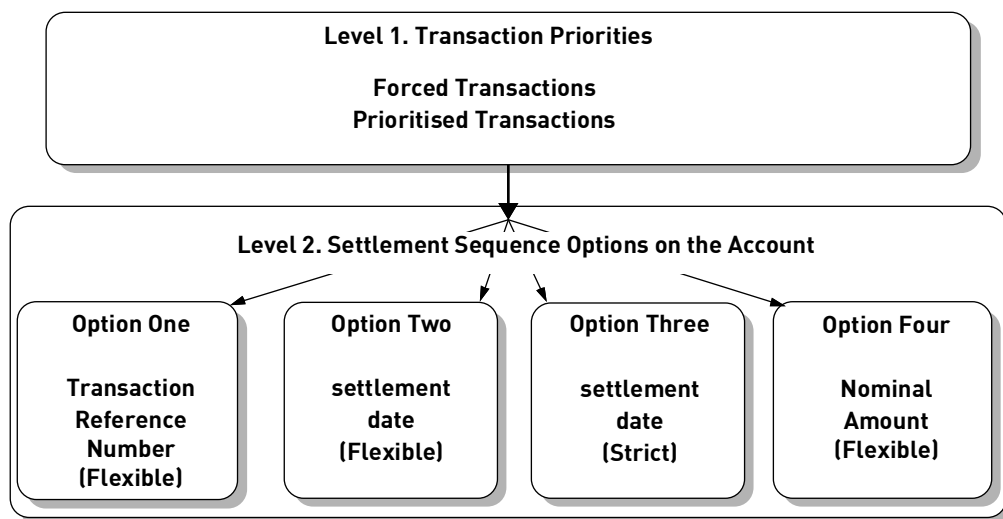 Level 1. Transaction Priorities
Forced Transactions
Prioritised Transactions
Level 2. Settlement Sequence Options on the Account
Option One
Transaction
Reference
Number
(Flexible)
Option Two
settlement
date
(Flexible)
Option Three
settlement
date
(Strict)
Option Four
Nominal
Amount
(Flexible)